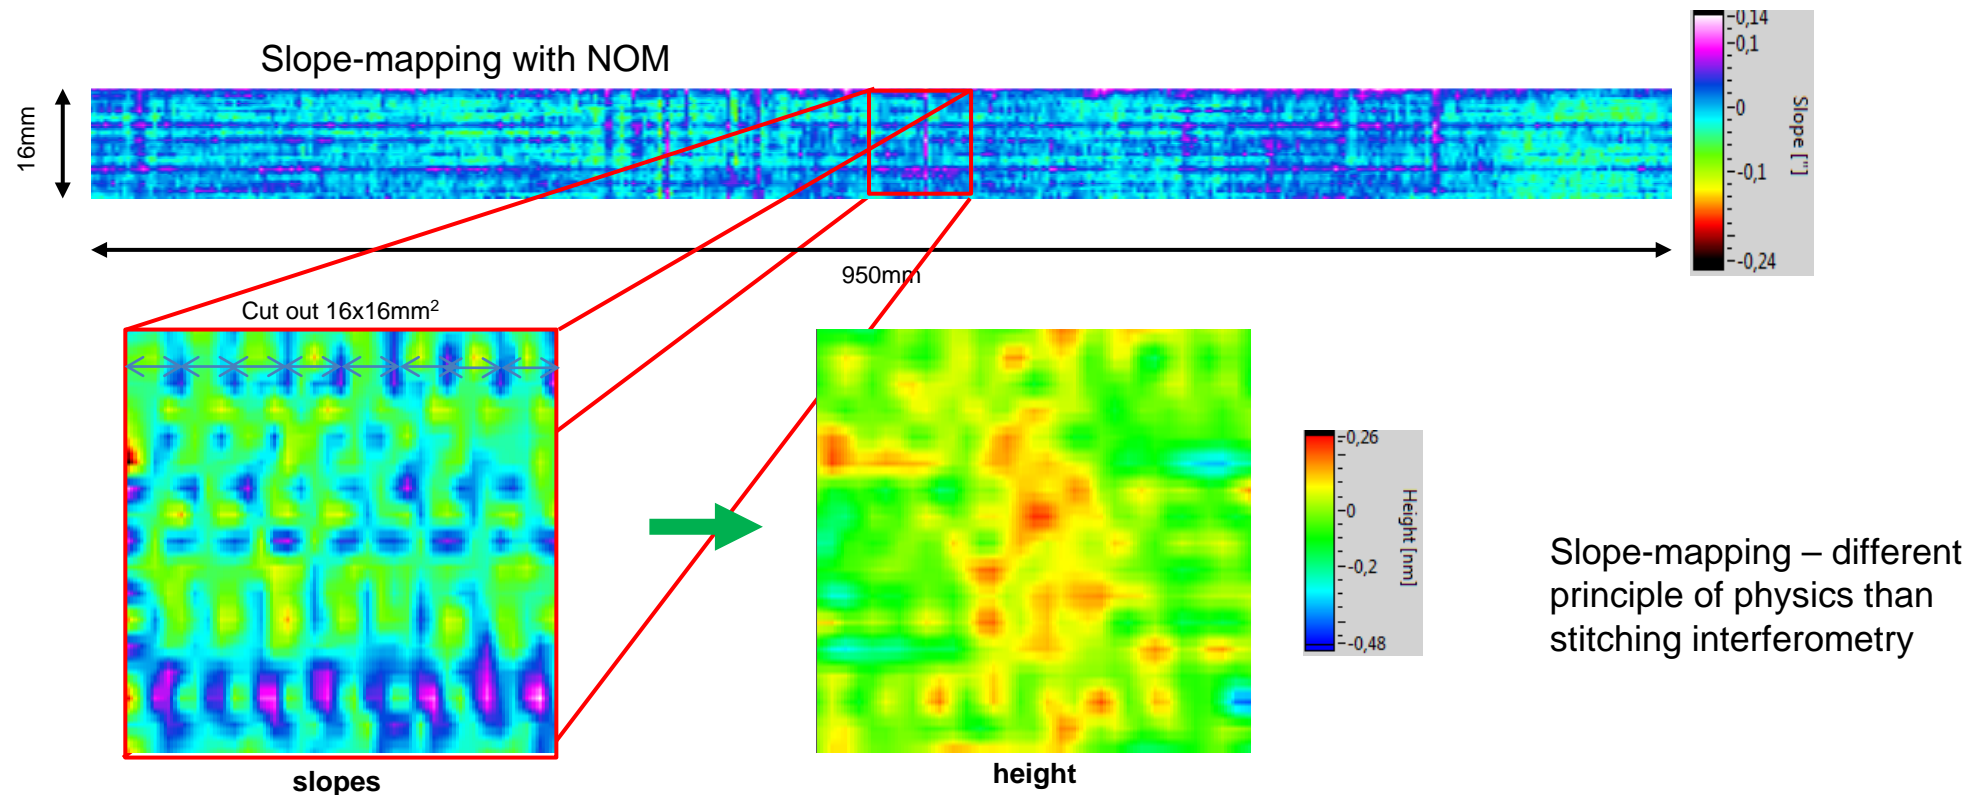 Slope-mapping with NOM
16mm
950mm
-0,14
-0,1
-0
-0,1
-0,24
Slope ["]
Cut out 16x16mm²
slopes
height
-0,26
-0
-0,2
-0,48
Height [nm]
Slope-mapping – different
principle of physics than
stitching interferometry